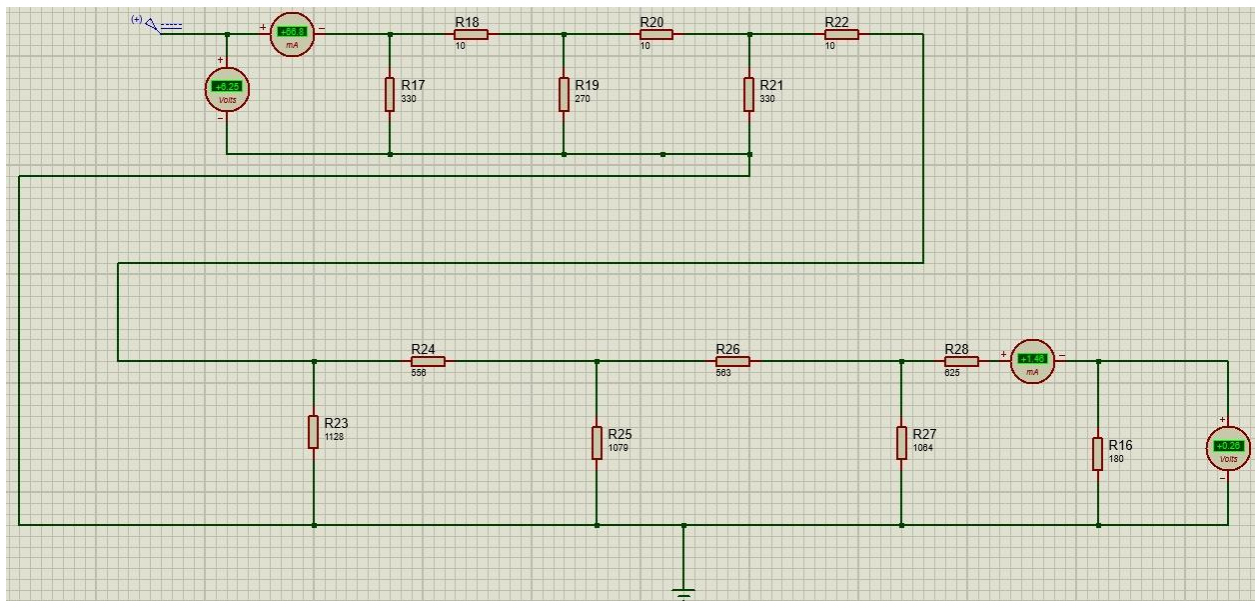 (+)
+ +66.8 −
mA
R18
10
R20
10
R22
10
+
+6.25
Volts
−
R17
330
R19
270
R21
330
R24
556
R26
563
R28
625
+ +1.46 −
mA
R23
1128
R25
1079
R27
1064
R16
180
+
+0.26
Volts
−